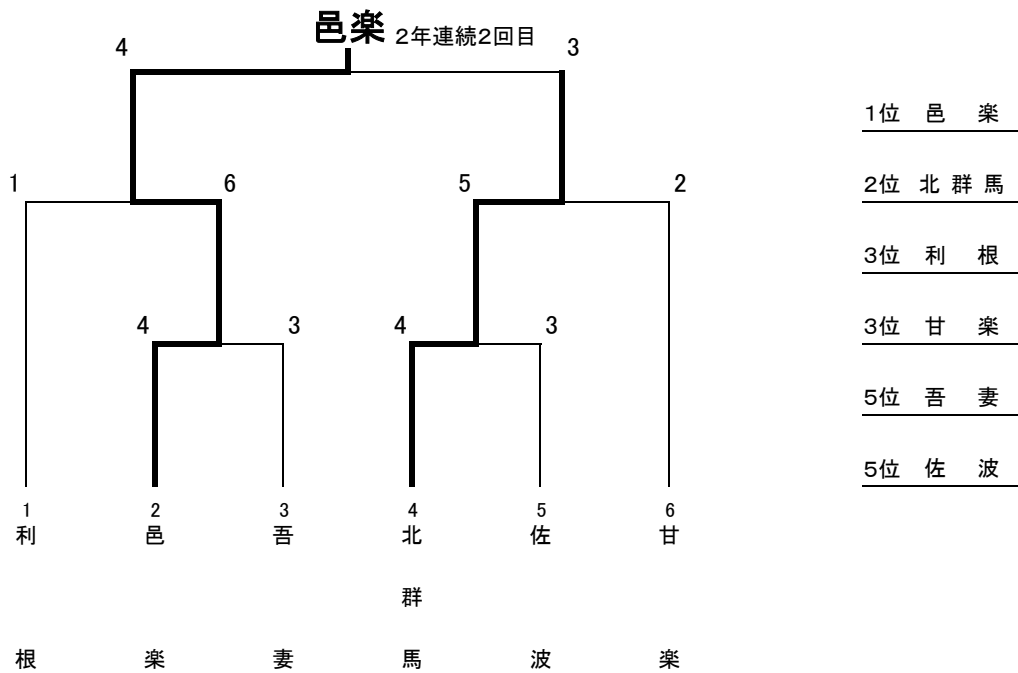 邑楽 2年連続2回目
4 3
1位 邑 楽
1 6 5 2
2位 北 群 馬
3位 利 根
4 3 4 3
3位 甘 楽
5位 吾 妻
5位 佐 波
1 2 3 4 5 6
利根
邑楽
吾妻
北群馬
佐波
甘楽